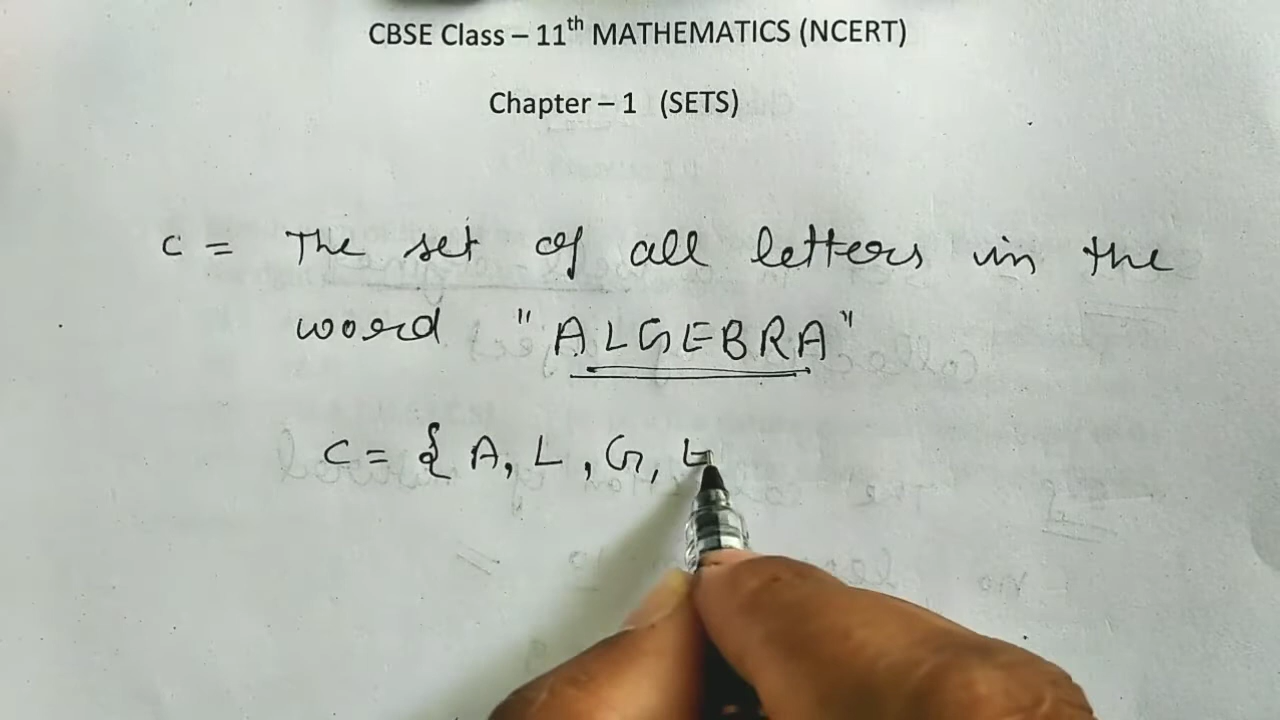 CBSE Class – 11th MATHEMATICS (NCERT)
Chapter – 1 (SETS)
C = The set of all letters in the
word "ALGEBRA"
C = { A, L, G, E